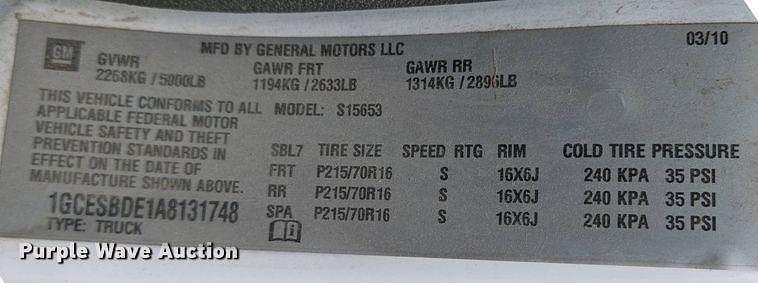 03/10
GM
MFD BY GENERAL MOTORS LLC
GVWR GAWR FRT GAWR RR
2268KG / 5000LB 1194KG / 2633LB 1314KG / 2896LB
THIS VEHICLE CONFORMS TO ALL
APPLICABLE FEDERAL MOTOR
VEHICLE SAFETY AND THEFT
PREVENTION STANDARDS IN
EFFECT ON THE DATE OF
MANUFACTURE SHOWN ABOVE.
1GCESBDE1A8131748
TYPE: TRUCK
MODEL: S15653
SBL7 TIRE SIZE SPEED RTG RIM COLD TIRE PRESSURE
FRT P215/70R16 S 16X6J 240 KPA 35 PSI
RR P215/70R16 S 16X6J 240 KPA 35 PSI
SPA P215/70R16 S 16X6J 240 KPA 35 PSI
Purple Wave Auction